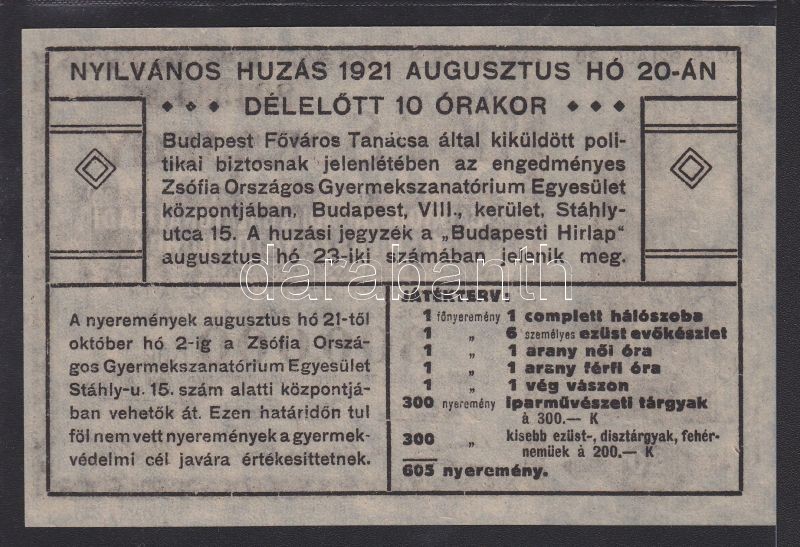 NYILVÁNOS HUZÁS 1921 AUGUSZTUS HÓ 20-ÁN
DÉLELŐTT 10 ÓRAKOR
Budapest Főváros Tanácsa által kiküldött poli-
tikai biztosnak jelenlétében az engedményes
Zsófia Országos Gyermekszanatórium Egyesület
központjában, Budapest, VIII., kerület, Stáhly-
utca 15. A huzási jegyzék a „Budapesti Hirlap"
augusztus hó 23-iki számában jelenik meg.
darabanth
A nyeremények augusztus hó 21-től
október hó 2-ig a Zsófia Orszá-
gos Gyermekszanatórium Egyesület
Stáhly-u. 15. szám alatti központjá-
ban vehetők át. Ezen határidőn tul
föl nem vett nyeremények a gyermek-
védelmi cél javára értékesittetnek.
JÁTÉKTERV:
1 főnyeremény 1 complett hálószoba
1 „ 6 személyes ezüst evőkészlet
1 „ 1 arany női óra
1 „ 1 arany férfi óra
1 „ 1 vég vászon
300 nyeremény iparművészeti tárgyak
à 300.— K
300 „ kisebb ezüst-, disztárgyak, fehér-
neműek à 200.— K
605 nyeremény.